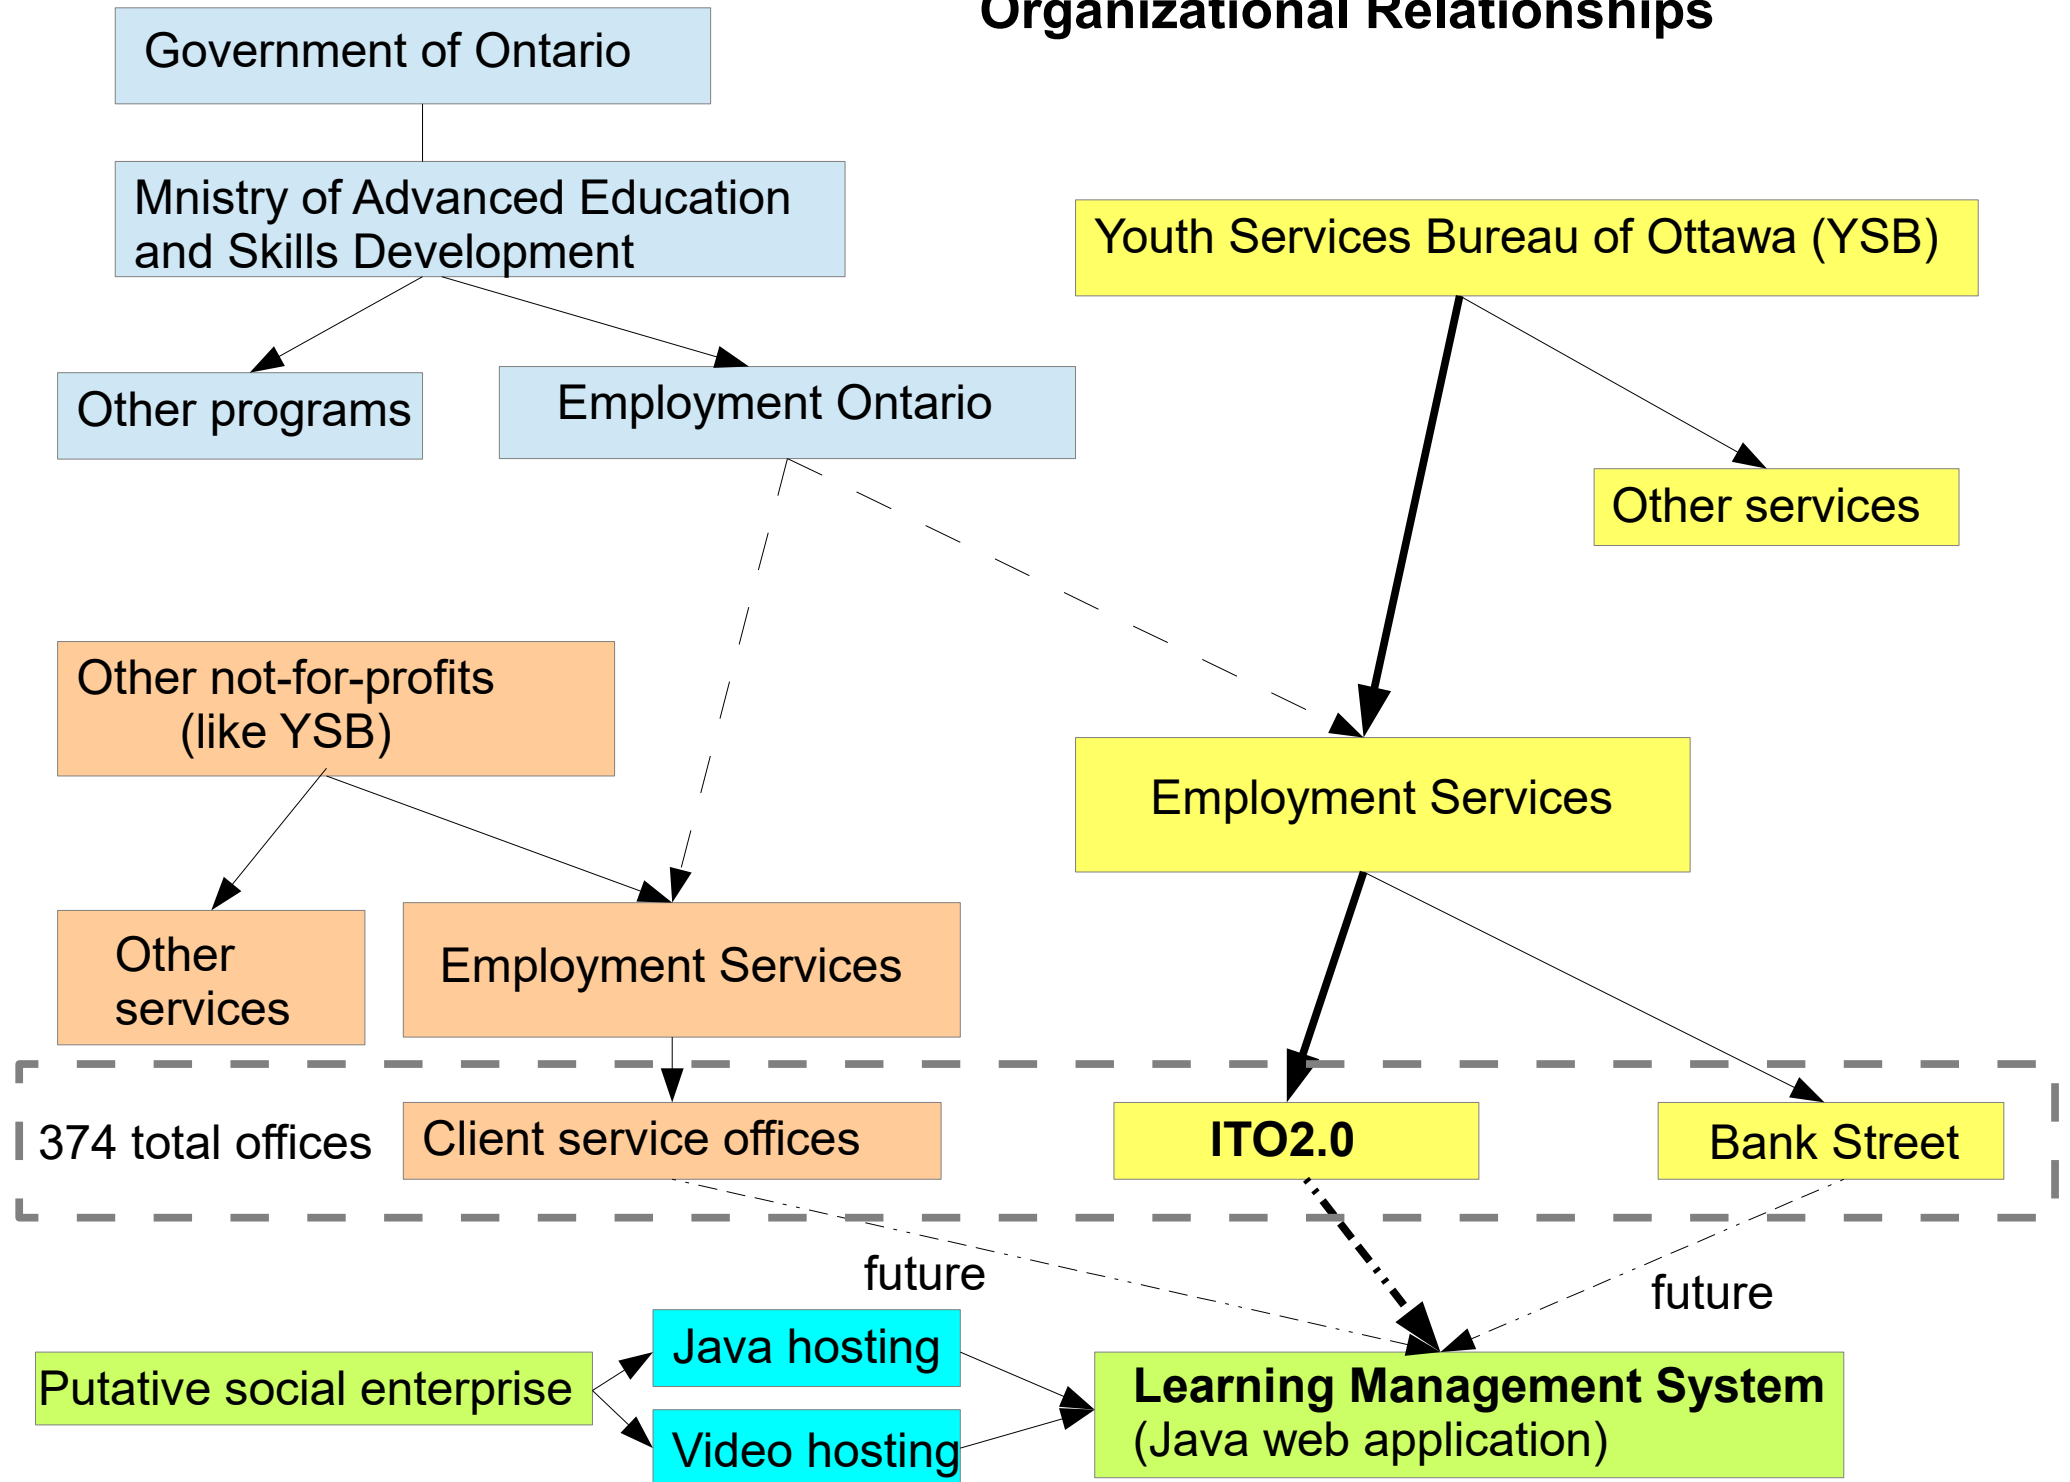 Organizational Relationships
Government of Ontario
Mnistry of Advanced Education
and Skills Development
Youth Services Bureau of Ottawa (YSB)
Other programs
Employment Ontario
Other services
Other not-for-profits
(like YSB)
Employment Services
Other
services
Employment Services
374 total offices
Client service offices
ITO2.0
Bank Street
future
future
Java hosting
Putative social enterprise
Learning Management System
(Java web application)
Video hosting